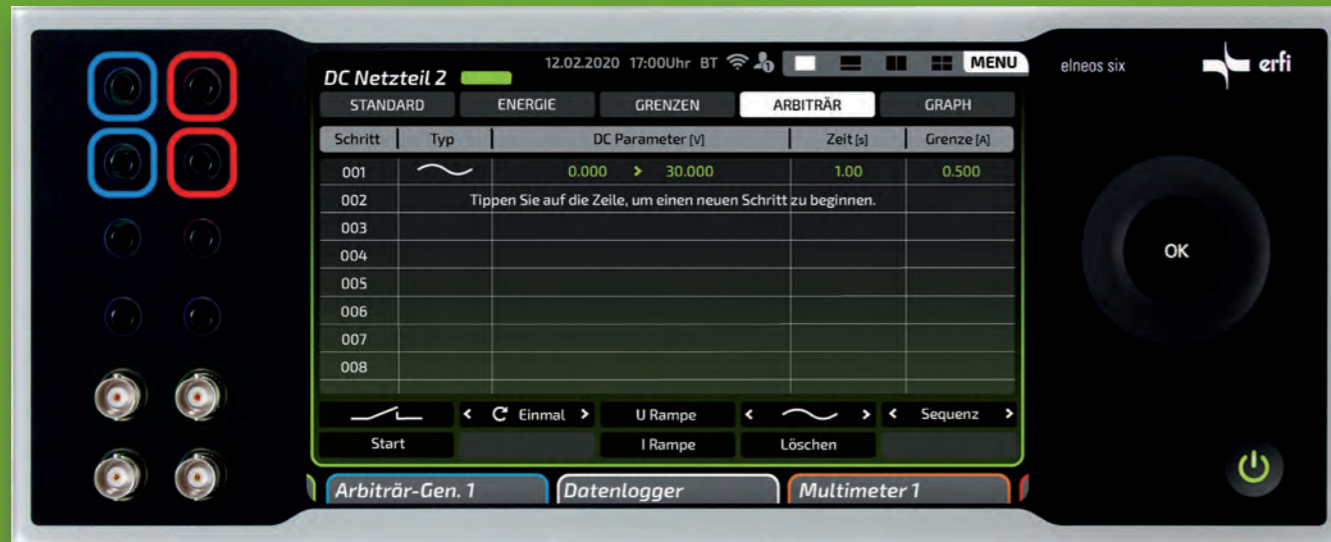 12.02.2020 17:00Uhr BT
DC Netzteil 2
MENU
elneos six
erfi
STANDARD ENERGIE GRENZEN ARBITRÄR GRAPH
Schritt Typ DC Parameter [V] Zeit [s] Grenze [A]
001 0.000 > 30.000 1.00 0.500
002 Tippen Sie auf die Zeile, um einen neuen Schritt zu beginnen.
003
004
005
006
007
008
OK
< Einmal > U Rampe < > < Sequenz >
Start I Rampe Löschen
Arbiträr-Gen. 1 Datenlogger Multimeter 1